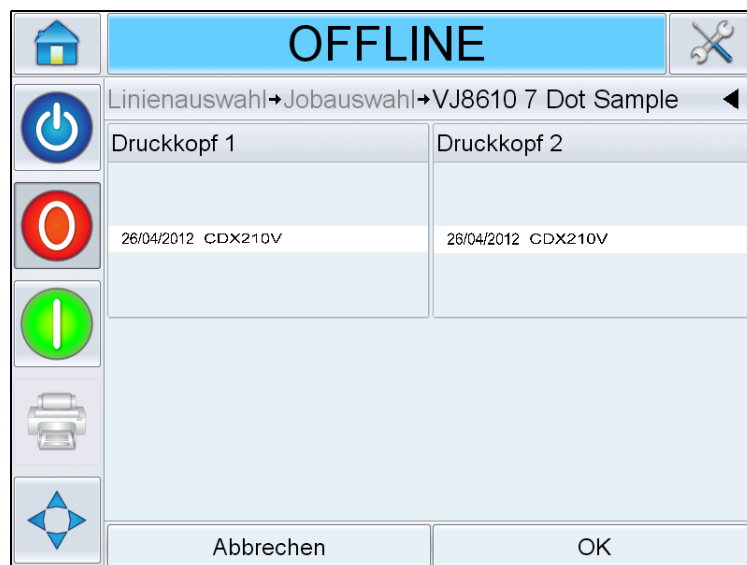 OFFLINE
Linienauswahl→Jobauswahl→VJ8610 7 Dot Sample
Druckkopf 1
Druckkopf 2
26/04/2012 CDX210V
26/04/2012 CDX210V
Abbrechen
OK